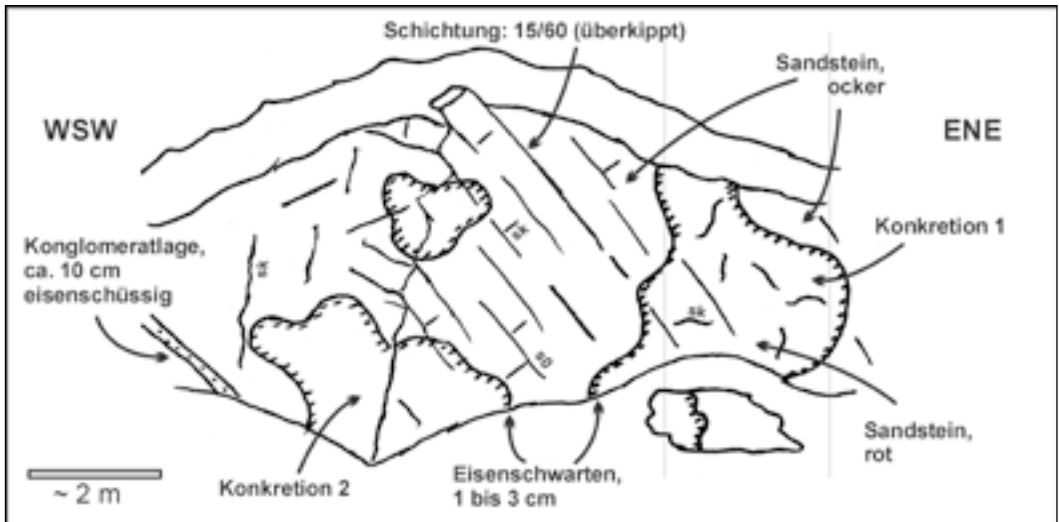 Schichtung: 15/60 (überkippt)
Sandstein,
ocker
WSW
ENE
Konkretion 1
Konglomeratlage,
ca. 10 cm
eisenschüssig
sk
sk
sk
s0
Sandstein,
rot
Eisenschwarten,
1 bis 3 cm
Konkretion 2
~ 2 m